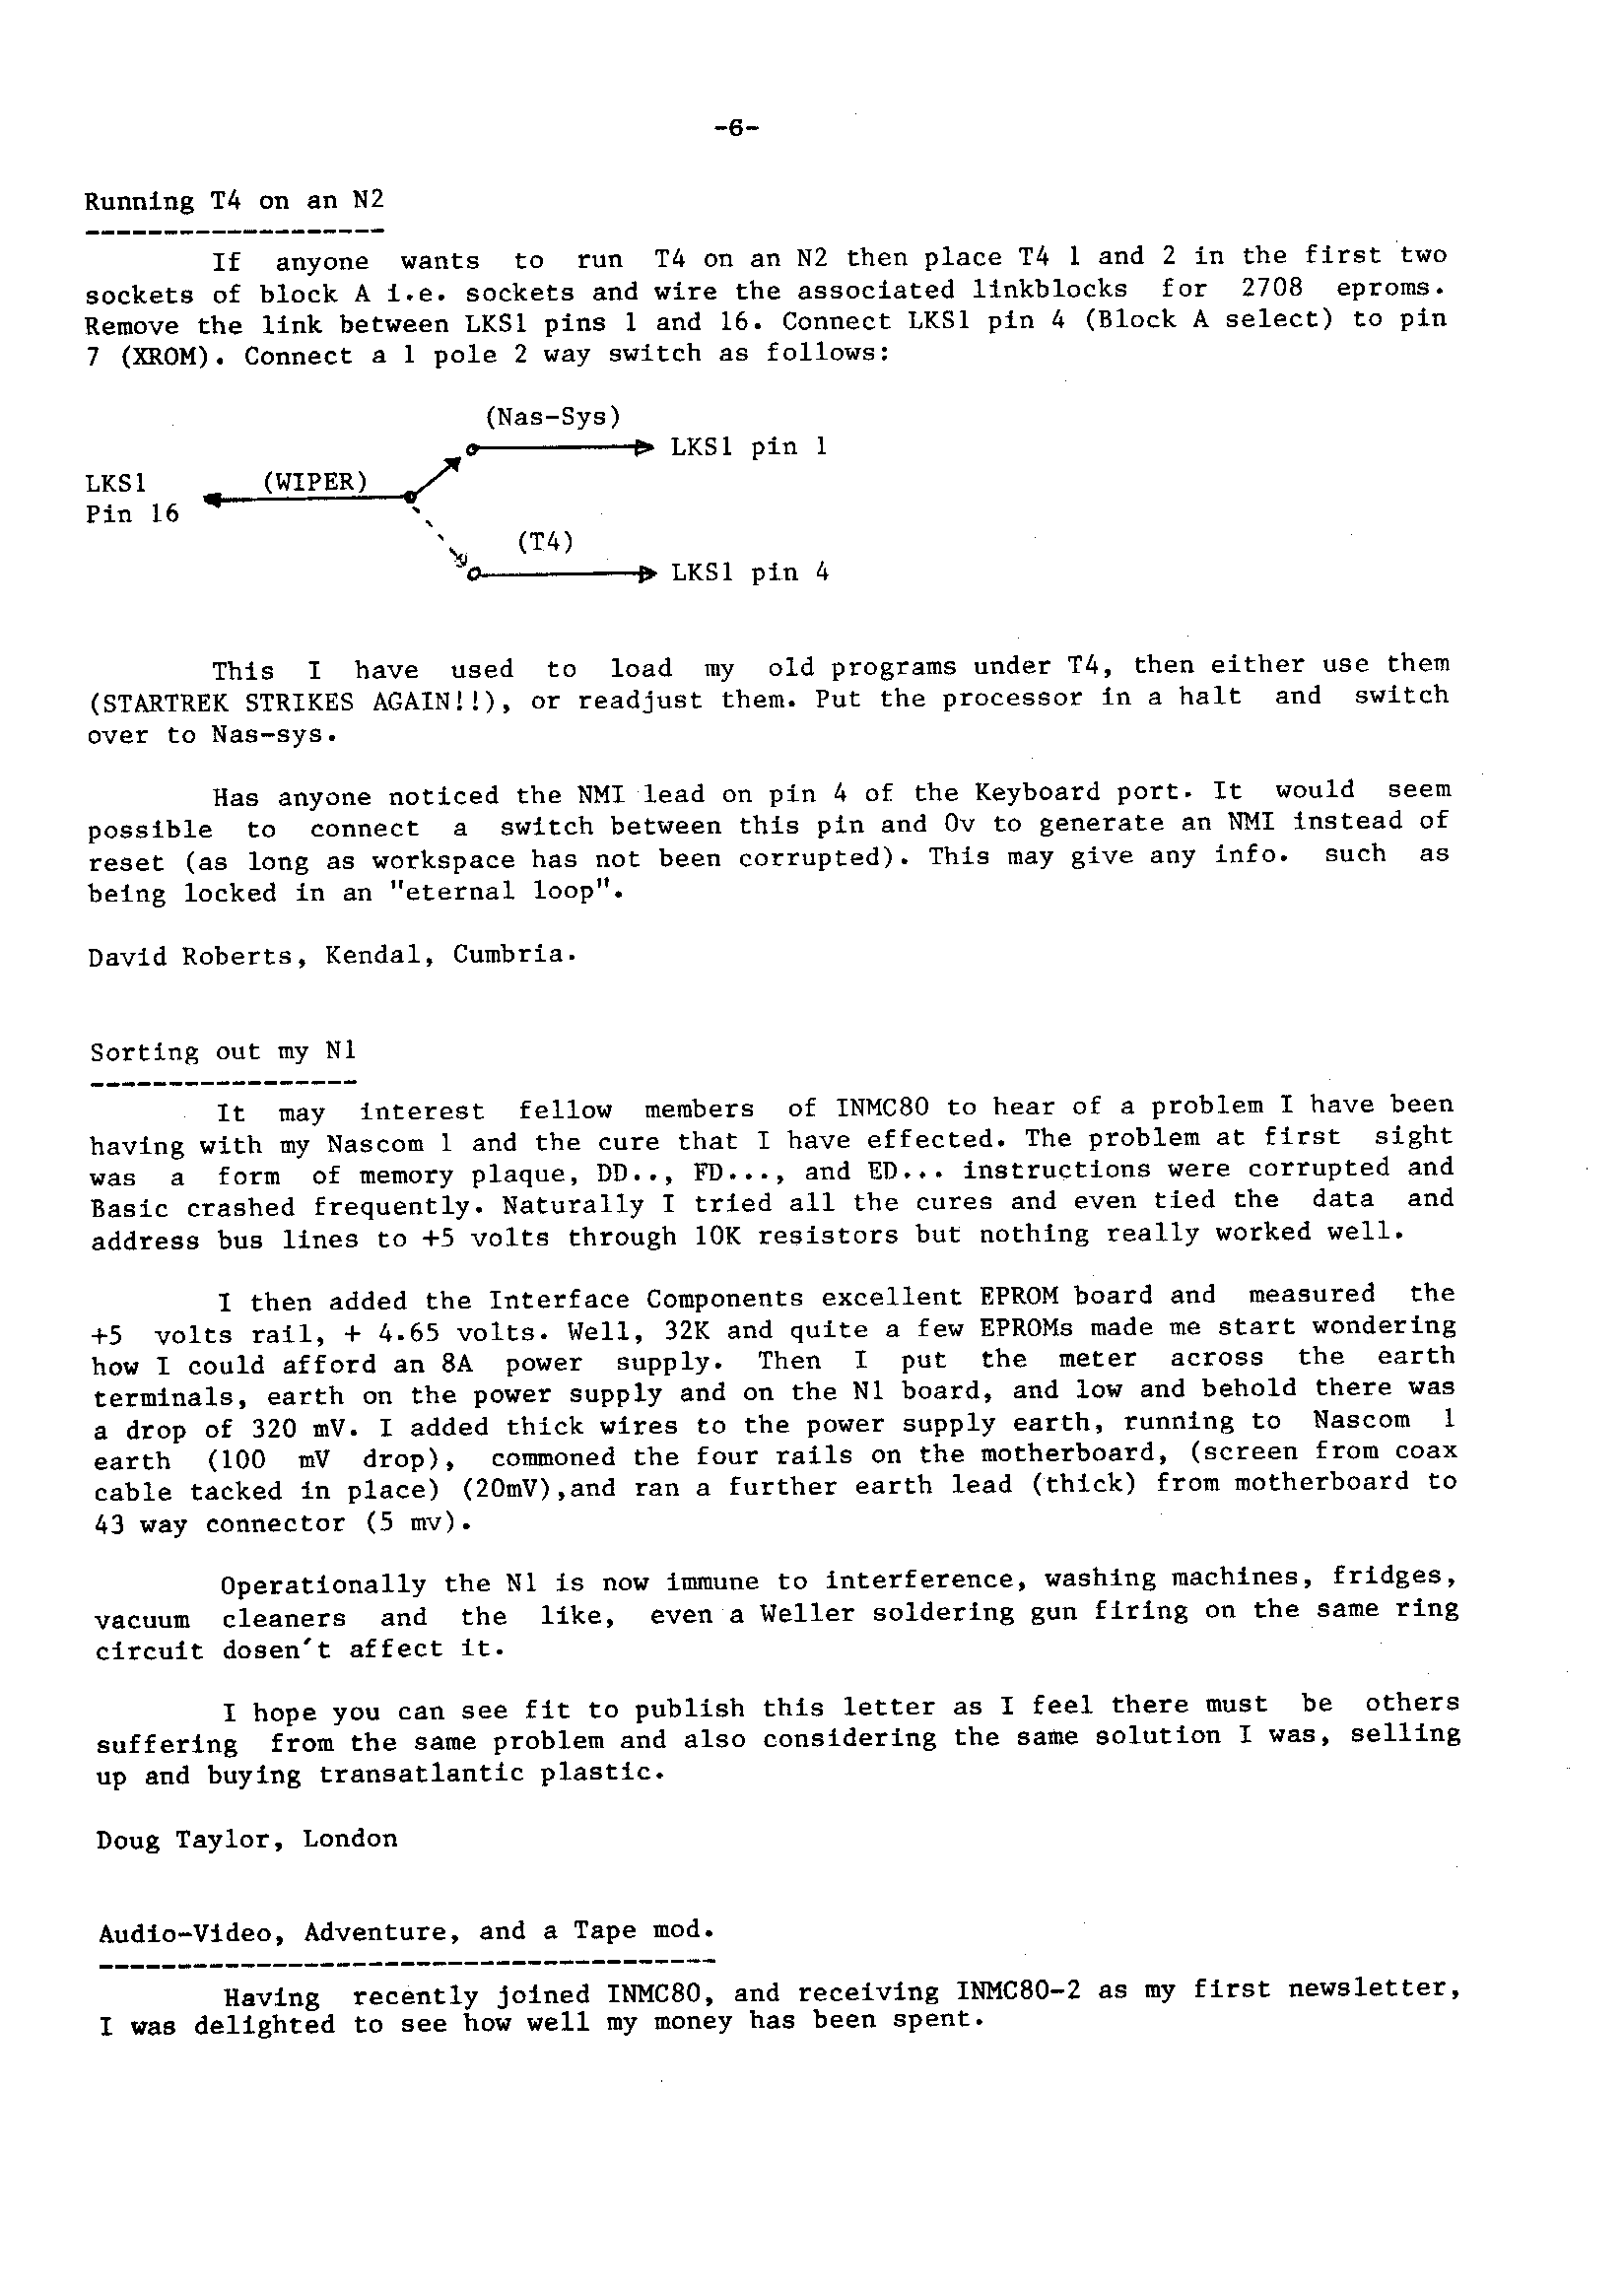 -6-
Running T4 on an N2
-------------------
If anyone wants to run T4 on an N2 then place T4 1 and 2 in the first two
sockets of block A i.e. sockets and wire the associated linkblocks for 2708 eproms.
Remove the link between LKS1 pins 1 and 16. Connect LKS1 pin 4 (Block A select) to pin
7 (XROM). Connect a 1 pole 2 way switch as follows:
(Nas-Sys)
LKS1 pin 1
LKS1 (WIPER)
Pin 16
(T4)
LKS1 pin 4
This I have used to load my old programs under T4, then either use them
(STARTREK STRIKES AGAIN!!), or readjust them. Put the processor in a halt and switch
over to Nas-sys.
Has anyone noticed the NMI lead on pin 4 of the Keyboard port. It would seem
possible to connect a switch between this pin and 0v to generate an NMI instead of
reset (as long as workspace has not been corrupted). This may give any info. such as
being locked in an "eternal loop".
David Roberts, Kendal, Cumbria.
Sorting out my N1
-----------------
It may interest fellow members of INMC80 to hear of a problem I have been
having with my Nascom 1 and the cure that I have effected. The problem at first sight
was a form of memory plaque, DD.., FD..., and ED... instructions were corrupted and
Basic crashed frequently. Naturally I tried all the cures and even tied the data and
address bus lines to +5 volts through 10K resistors but nothing really worked well.
I then added the Interface Components excellent EPROM board and measured the
+5 volts rail, + 4.65 volts. Well, 32K and quite a few EPROMs made me start wondering
how I could afford an 8A power supply. Then I put the meter across the earth
terminals, earth on the power supply and on the N1 board, and low and behold there was
a drop of 320 mV. I added thick wires to the power supply earth, running to Nascom 1
earth (100 mV drop), commoned the four rails on the motherboard, (screen from coax
cable tacked in place) (20mV),and ran a further earth lead (thick) from motherboard to
43 way connector (5 mv).
Operationally the N1 is now immune to interference, washing machines, fridges,
vacuum cleaners and the like, even a Weller soldering gun firing on the same ring
circuit dosen't affect it.
I hope you can see fit to publish this letter as I feel there must be others
suffering from the same problem and also considering the same solution I was, selling
up and buying transatlantic plastic.
Doug Taylor, London
Audio-Video, Adventure, and a Tape mod.
---------------------------------------
Having recently joined INMC80, and receiving INMC80-2 as my first newsletter,
I was delighted to see how well my money has been spent.